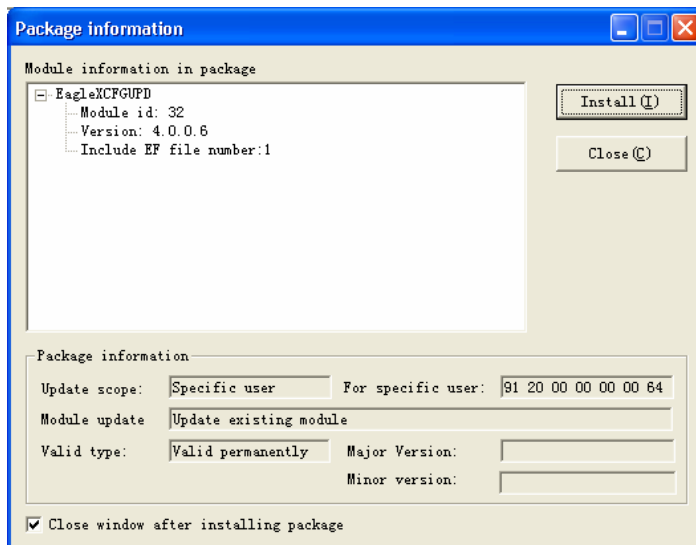 Package information
Module information in package
EagleXCFGUPD
Module id: 32
Version: 4.0.0.6
Include EF file number:1
Install(I)
Close(C)
Package information
Update scope: Specific user For specific user: 91 20 00 00 00 00 64
Module update Update existing module
Valid type: Valid permanently Major Version:
Minor version:
Close window after installing package